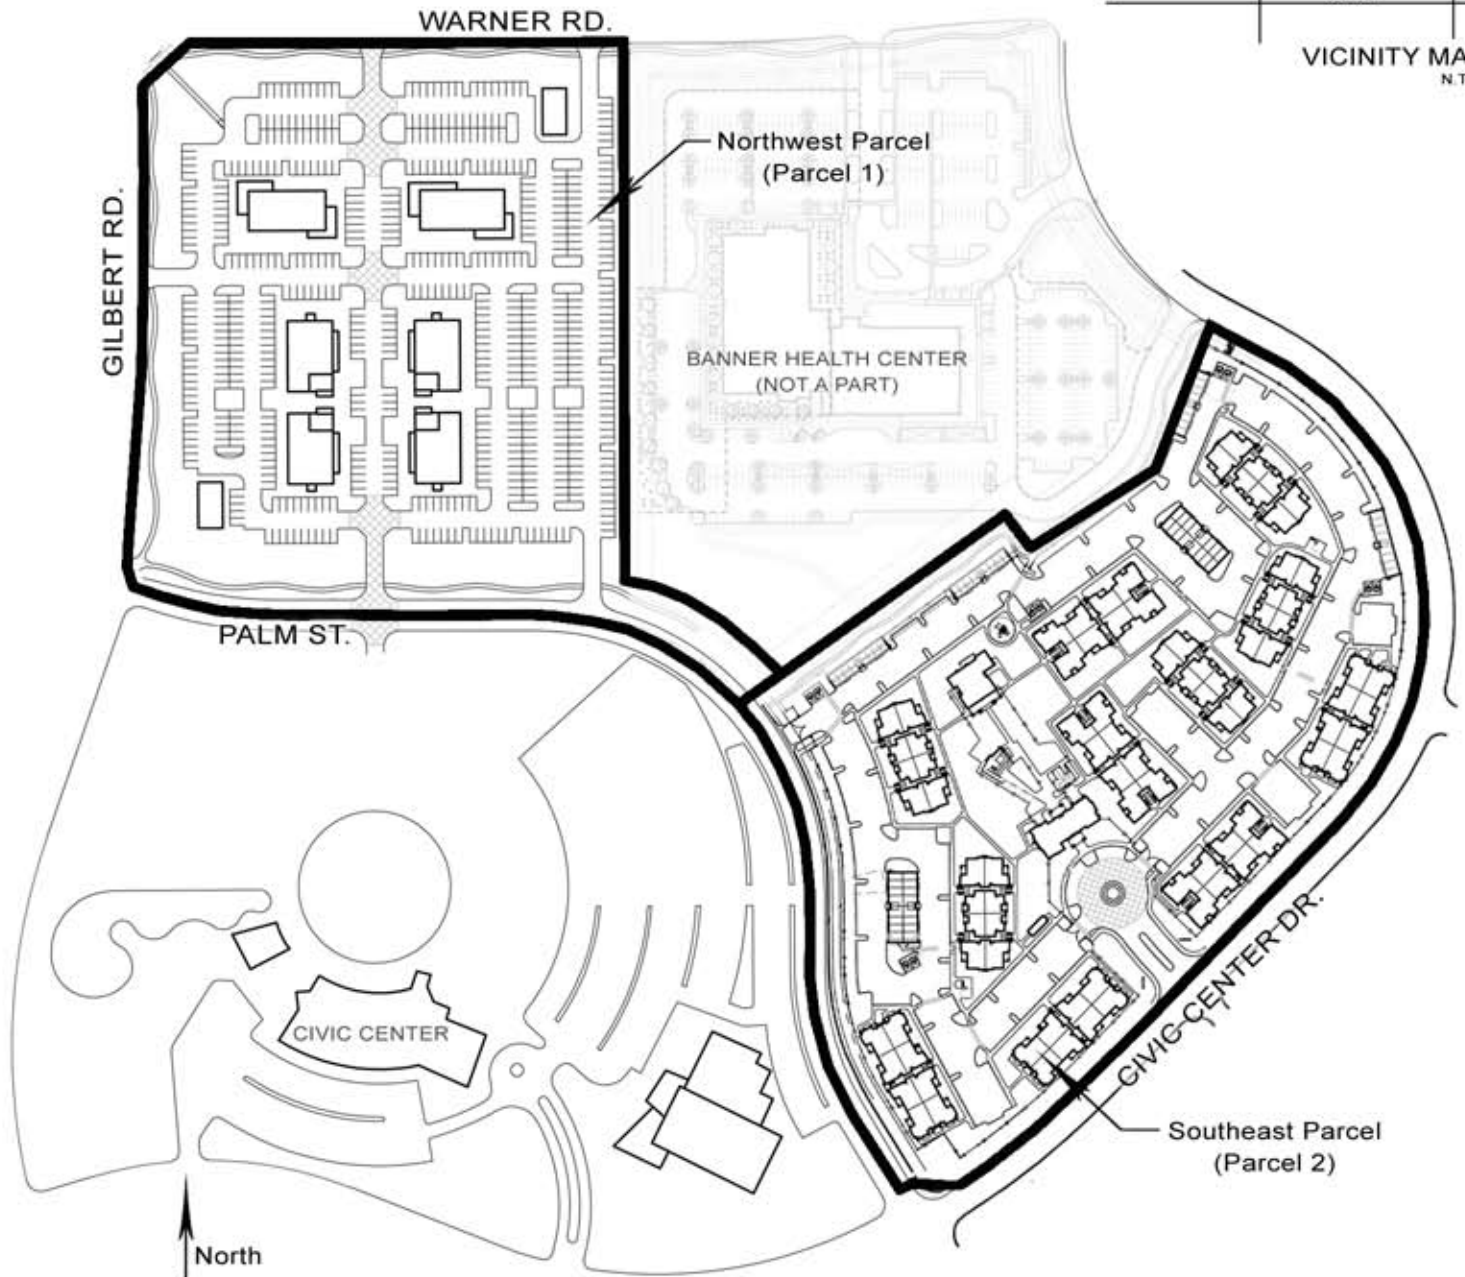 WARNER RD.
VICINITY MA
N.T
Northwest Parcel
(Parcel 1)
GILBERT RD.
BANNER HEALTH CENTER
(NOT A PART)
PALM ST.
CIVIC CENTER
CIVIC CENTER DR.
Southeast Parcel
(Parcel 2)
North